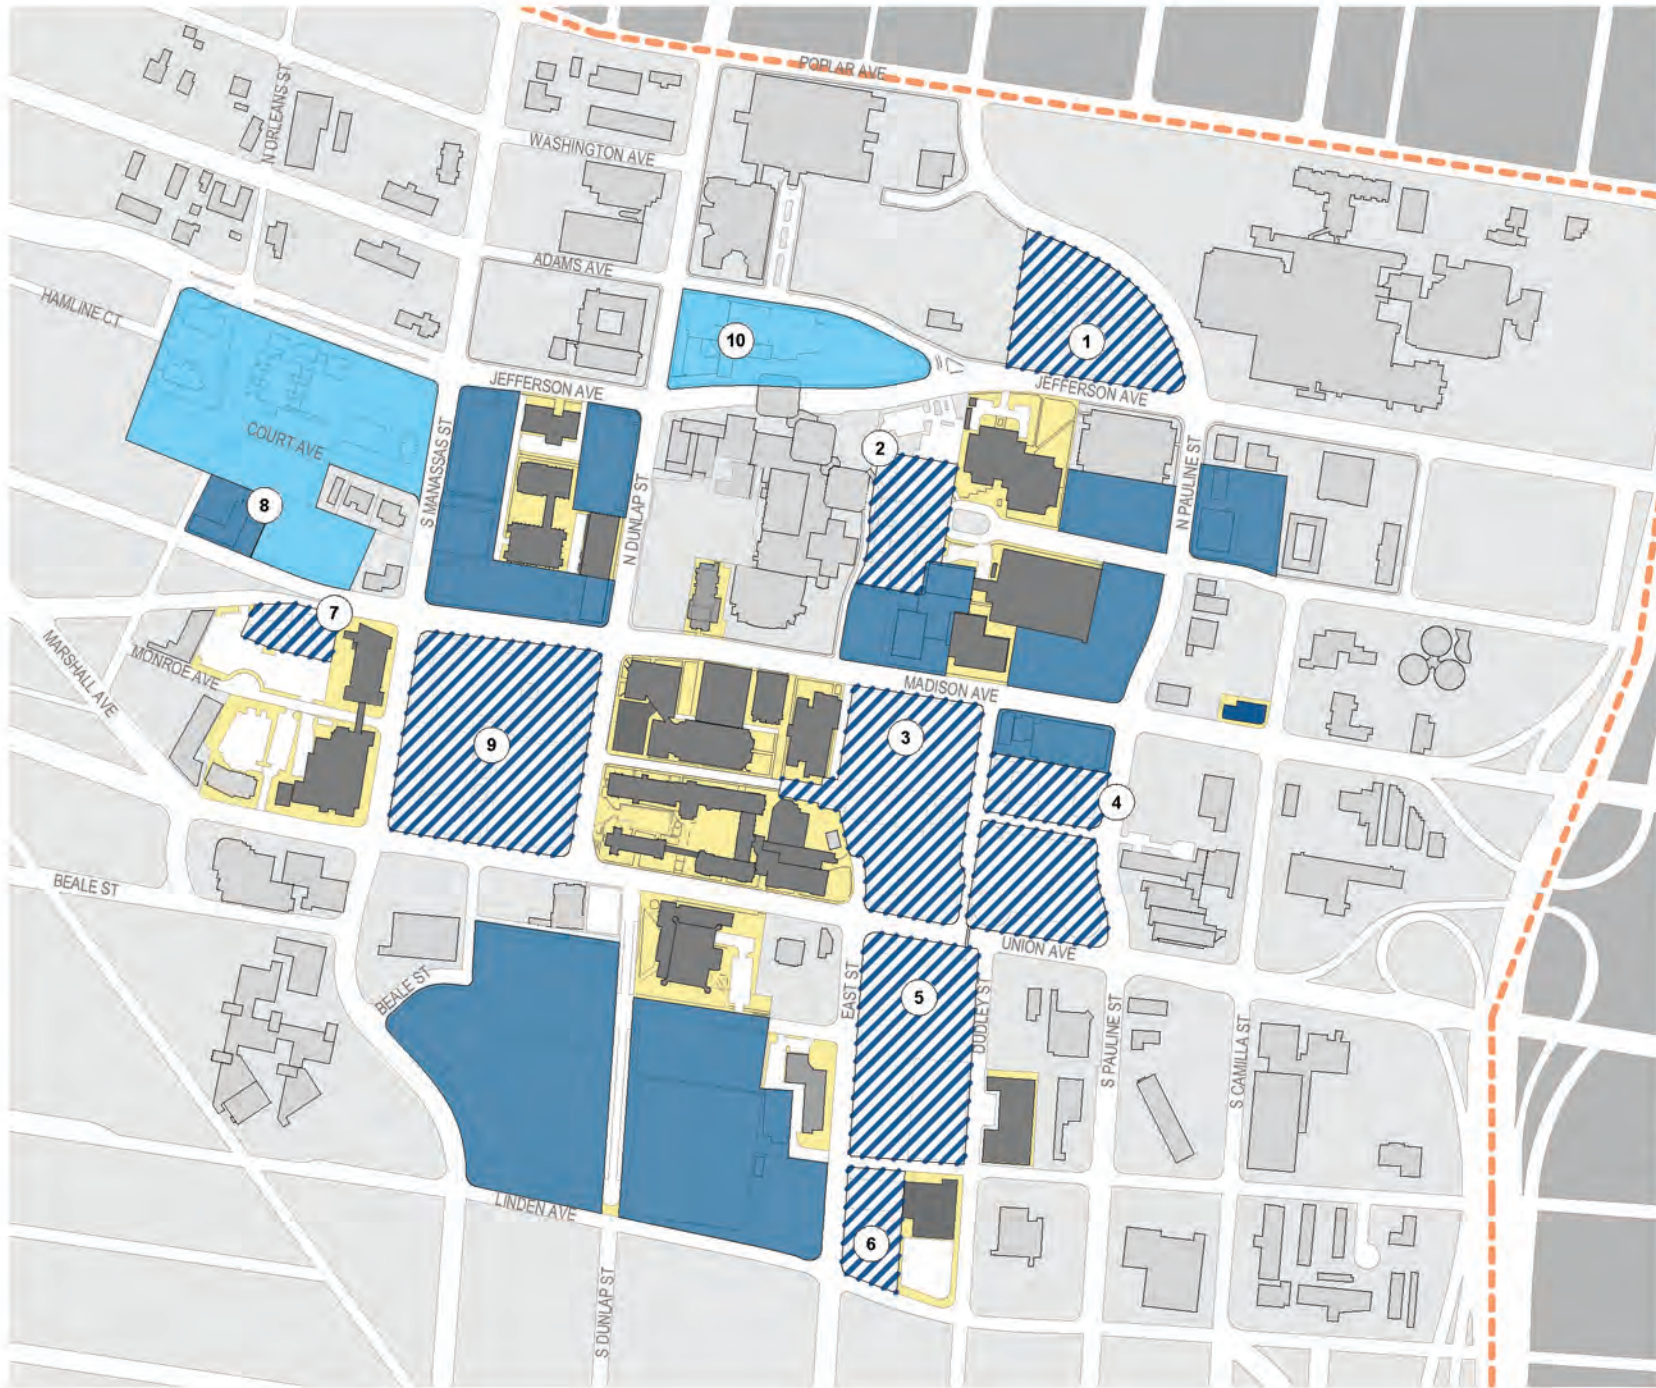 POPLAR AVE
N ORLEANS ST
WASHINGTON AVE
ADAMS AVE
HAMLINE CT
10
1
JEFFERSON AVE
JEFFERSON AVE
COURT AVE
S MANASSAS ST
2
N PAULINE ST
8
N DUNLAP ST
7
MONROE AVE
MARSHALL AVE
MADISON AVE
9
3
4
BEALE ST
UNION AVE
BEALE ST
EAST ST
5
DUDLEY ST
S PAULINE ST
S CAMILLA ST
LINDEN AVE
6
S DUNLAP ST